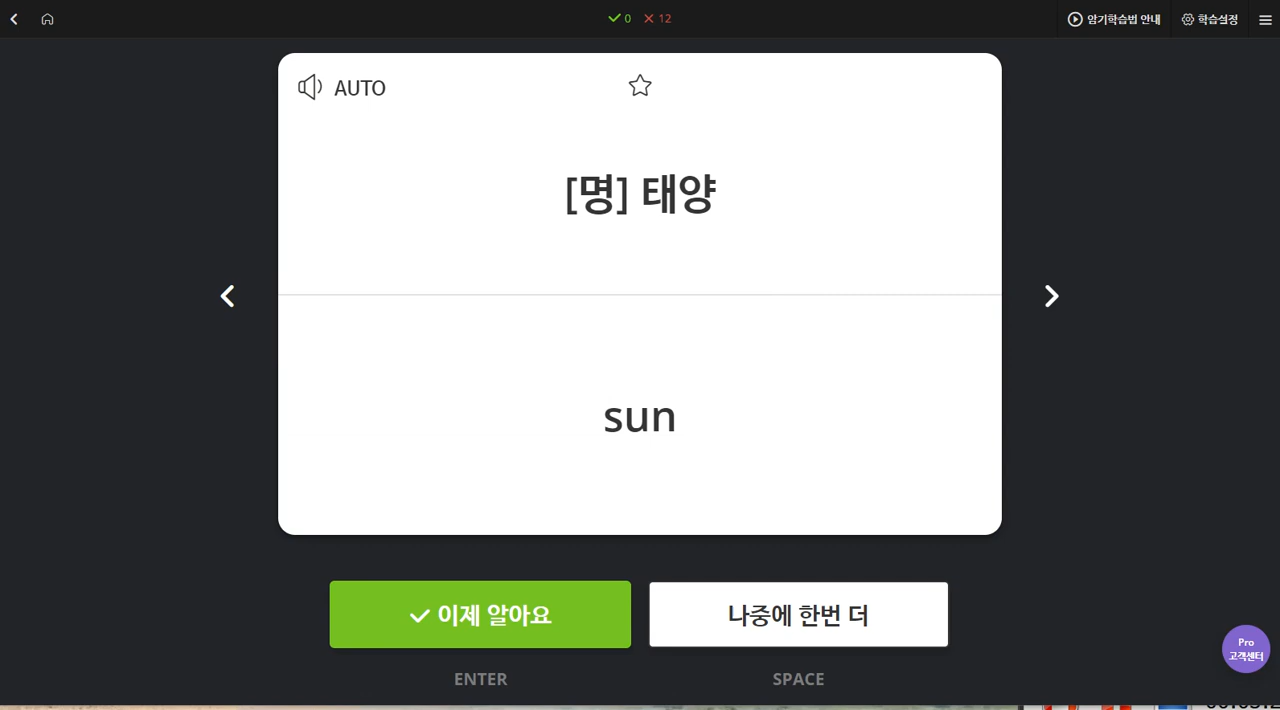 0 12 암기학습법 안내 학습설정
AUTO
[명] 태양
sun
이제 알아요 나중에 한번 더
Pro
고객센터
ENTER SPACE